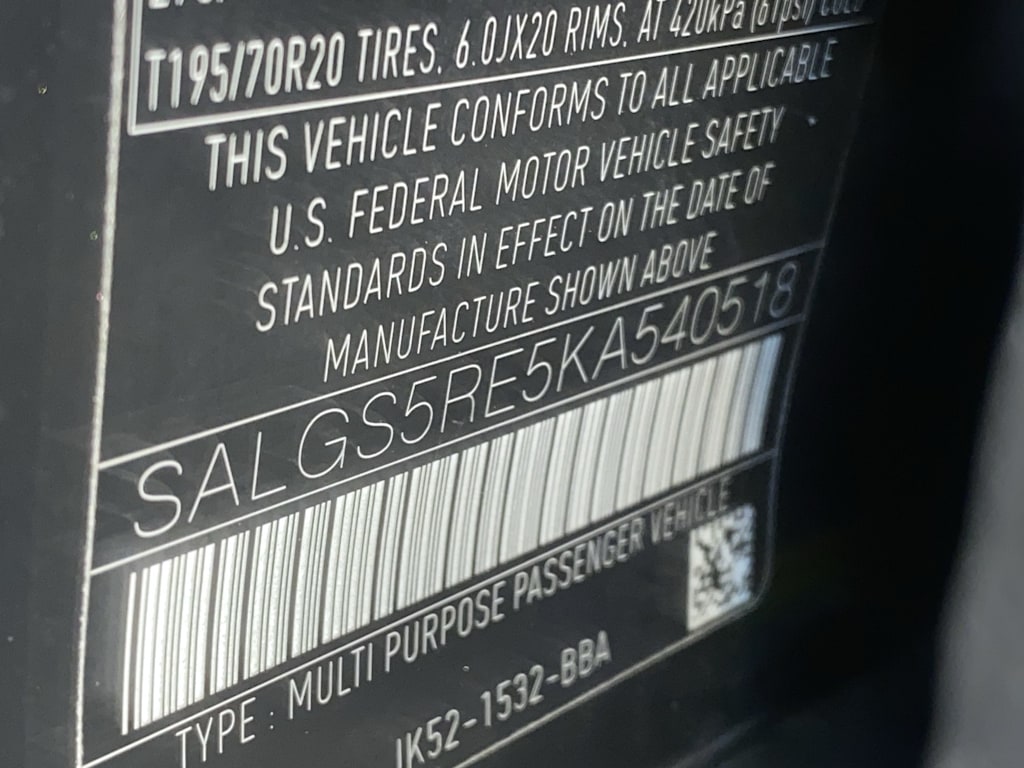 T195/70R20 TIRES. 6.0JX20 RIMS. AT 420kPa (61psi)
THIS VEHICLE CONFORMS TO ALL APPLICABLE
U.S. FEDERAL MOTOR VEHICLE SAFETY
STANDARDS IN EFFECT ON THE DATE OF
MANUFACTURE SHOWN ABOVE
SALGS5RE5KA540518
TYPE : MULTI PURPOSE PASSENGER VEHICLE
JK52-1532-BBA